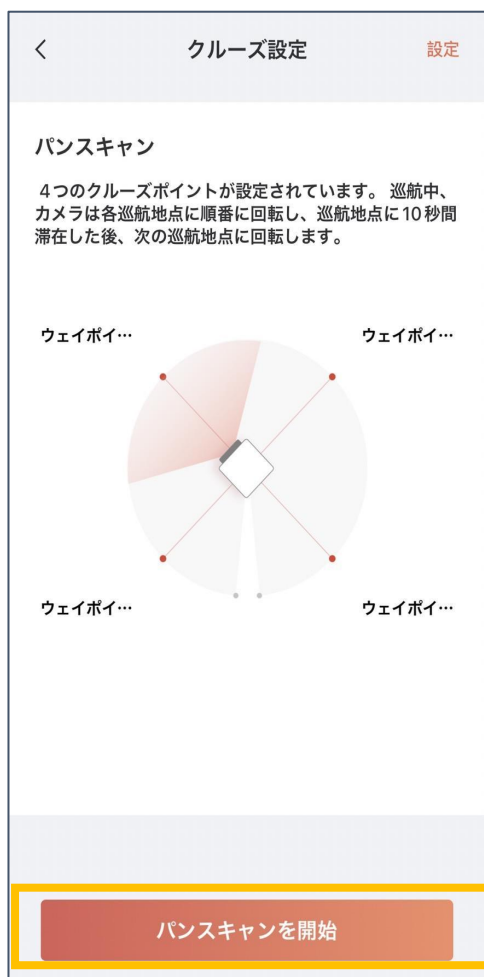 クルーズ設定 設定
パンスキャン
4つのクルーズポイントが設定されています。 巡航中、
カメラは各巡航地点に順番に回転し、巡航地点に10秒間
滞在した後、次の巡航地点に回転します。
ウェイポイ… ウェイポイ…
ウェイポイ… ウェイポイ…
パンスキャンを開始